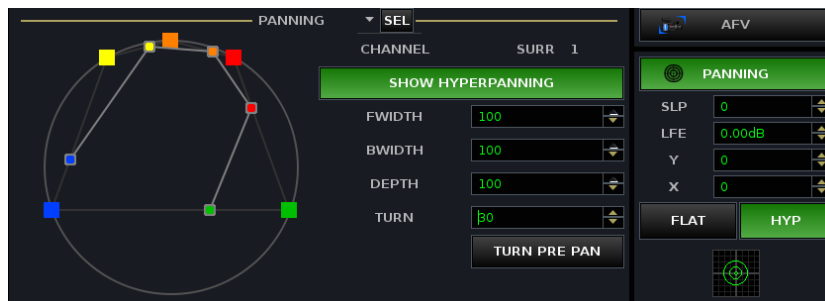 PANNING SEL
CHANNEL SURR 1
SHOW HYPERPANNING
FWIDTH 100
BWIDTH 100
DEPTH 100
TURN 30
TURN PRE PAN
AFV
PANNING
SLP 0
LFE 0.00dB
Y 0
X 0
FLAT HYP